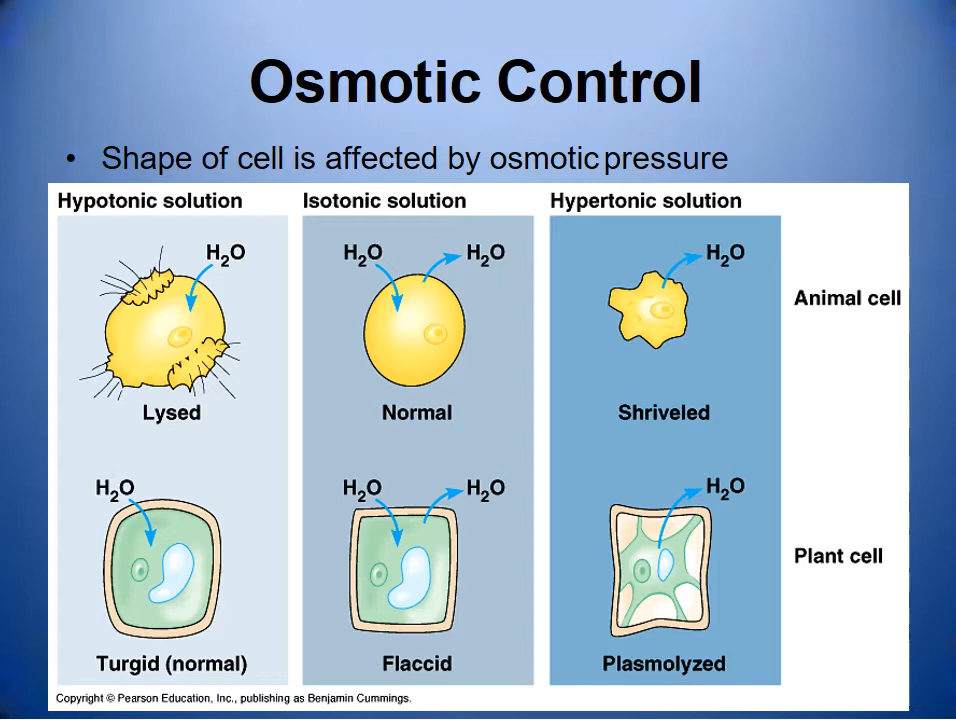 Osmotic Control
• Shape of cell is affected by osmotic pressure
Hypotonic solution
Isotonic solution
Hypertonic solution
H₂O
H₂O
H₂O
H₂O
Animal cell
Lysed
Normal
Shriveled
H₂O
H₂O
H₂O
H₂O
Plant cell
Turgid (normal)
Flaccid
Plasmolyzed
Copyright © Pearson Education, Inc., publishing as Benjamin Cummings.